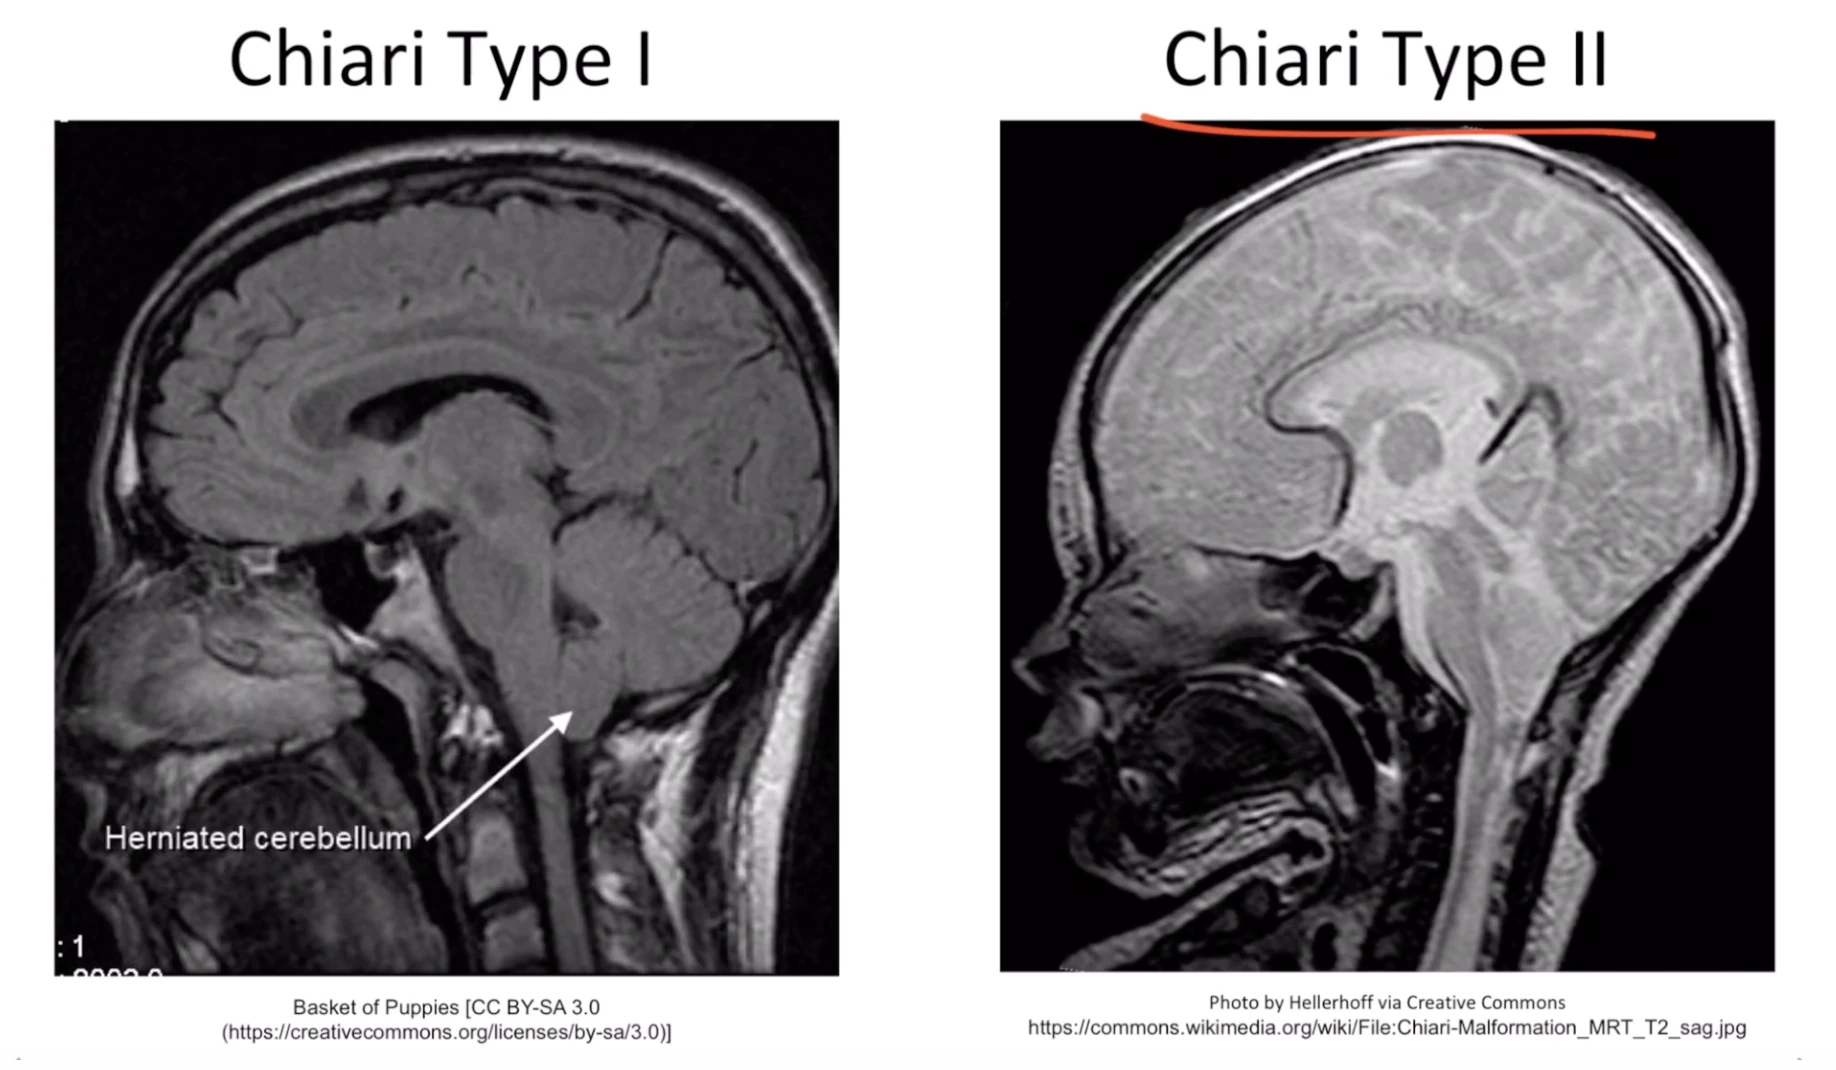 Chiari Type I
Chiari Type II
Herniated cerebellum
: 1
Basket of Puppies [CC BY-SA 3.0
(https://creativecommons.org/licenses/by-sa/3.0)]
Photo by Hellerhoff via Creative Commons
https://commons.wikimedia.org/wiki/File:Chiari-Malformation_MRT_T2_sag.jpg